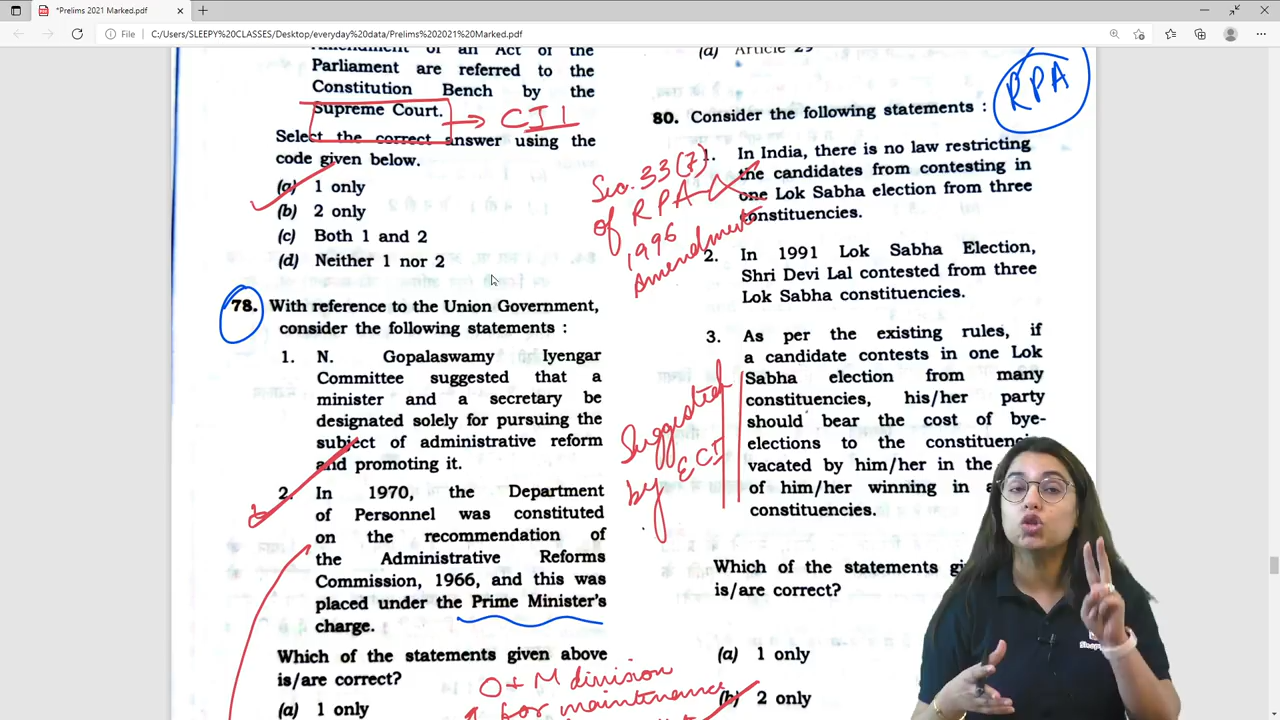 *Prelims 2021 Marked.pdf
File
C:/Users/SLEEPY%20CLASSES/Desktop/everyday%20data/Prelims%202021%20Marked.pdf
Amendment of an Act of the
Parliament are referred to the
Constitution Bench by the
Supreme Court.
→ CJI
Select the correct answer using the
code given below.
(a) 1 only
(b) 2 only
(c) Both 1 and 2
(d) Neither 1 nor 2
78. With reference to the Union Government,
consider the following statements :
1. N. Gopalaswamy Iyengar
Committee suggested that a
minister and a secretary be
designated solely for pursuing the
subject of administrative reform
and promoting it.
2. In 1970, the Department
of Personnel was constituted
on the recommendation of
the Administrative Reforms
Commission, 1966, and this was
placed under the Prime Minister's
charge.
Which of the statements given above
is/are correct?
(a) 1 only
O + M division
for maintenance
(a) Article 29
RPA
80. Consider the following statements :
1. In India, there is no law restricting
the candidates from contesting in
one Lok Sabha election from three
constituencies.
Sec. 33(7)
of RPA
1996
Amendment
2. In 1991 Lok Sabha Election,
Shri Devi Lal contested from three
Lok Sabha constituencies.
3. As per the existing rules, if
a candidate contests in one Lok
Sabha election from many
constituencies, his/her party
should bear the cost of bye-
elections to the
vacated by him/her in the
of him/her winning in
constituencies.
Suggested
by ECI
Which of the statements
is/are correct?
(a) 1 only
(b) 2 only